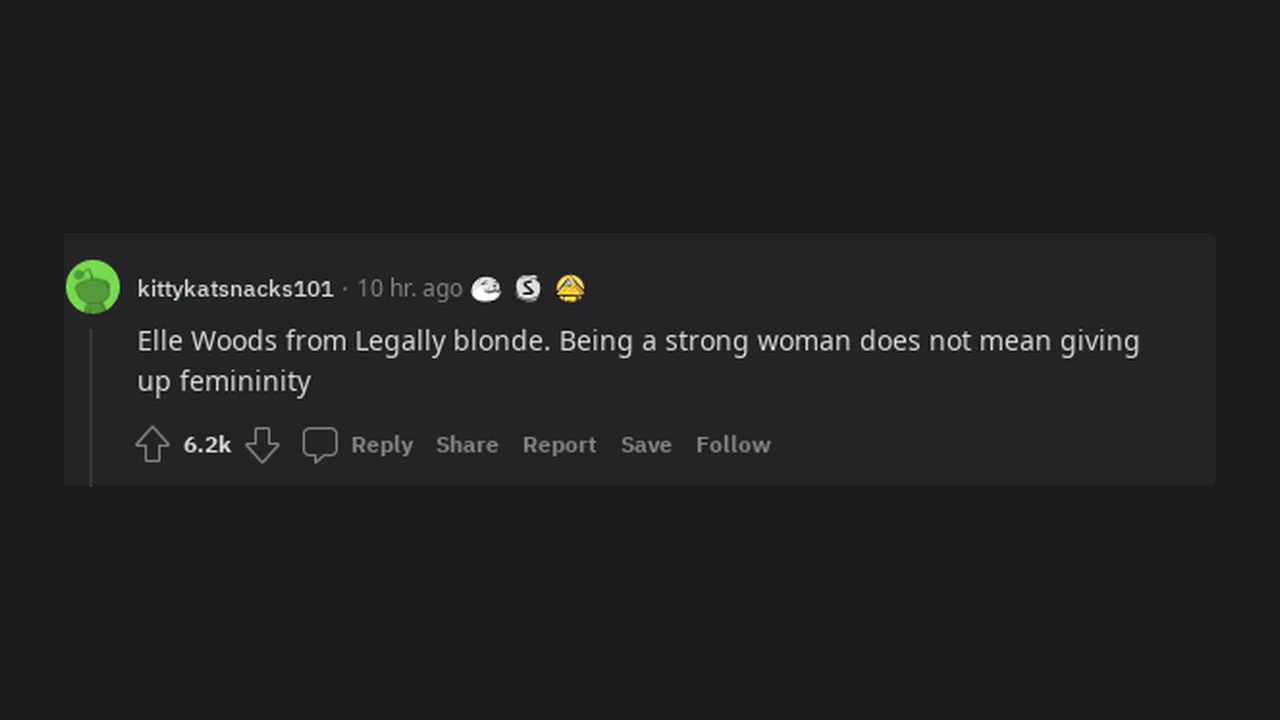 kittykatsnacks101 · 10 hr. ago
Elle Woods from Legally blonde. Being a strong woman does not mean giving
up femininity
6.2k Reply Share Report Save Follow